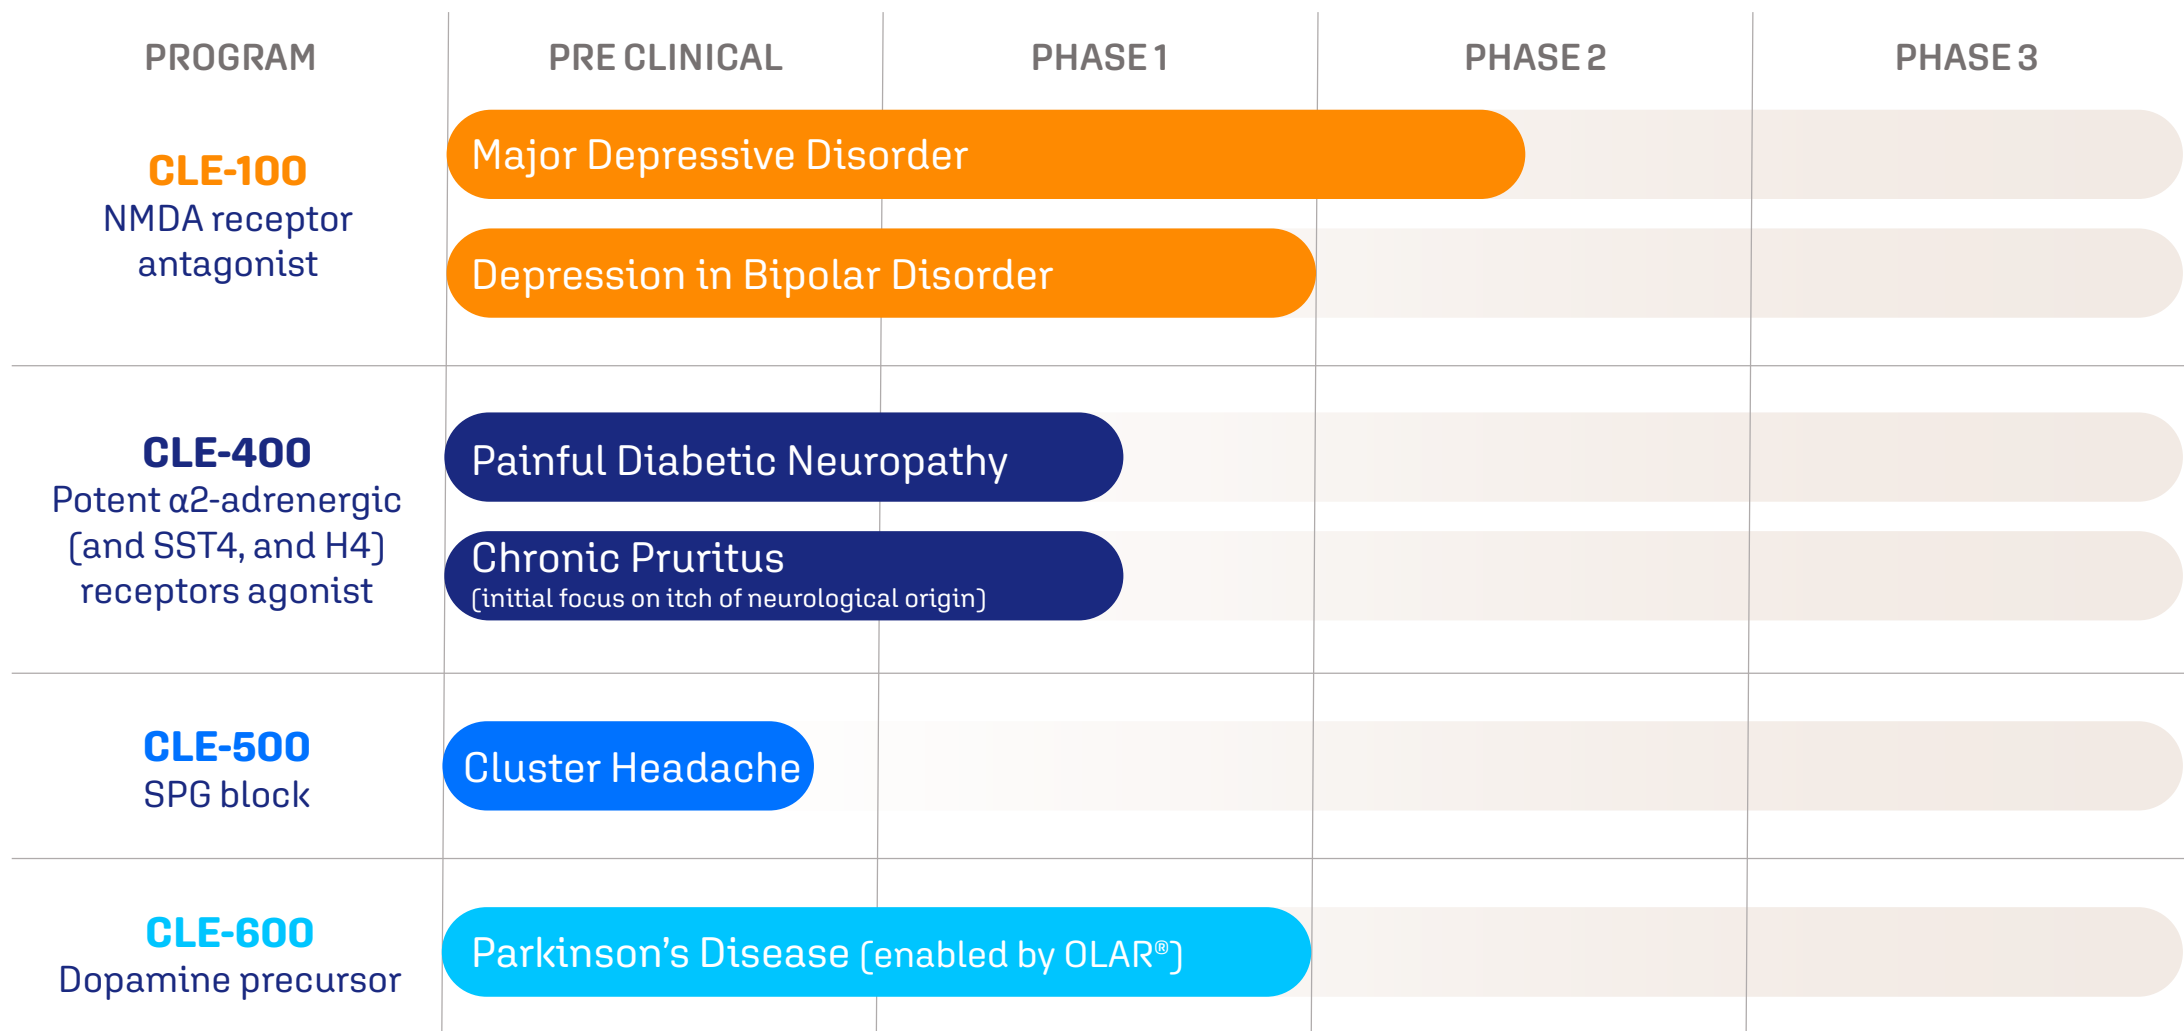 PROGRAM
PRE CLINICAL
PHASE 1
PHASE 2
PHASE 3
CLE-100
NMDA receptor
antagonist
Major Depressive Disorder
Depression in Bipolar Disorder
CLE-400
Potent α2-adrenergic
(and SST4, and H4)
receptors agonist
Painful Diabetic Neuropathy
Chronic Pruritus
(initial focus on itch of neurological origin)
CLE-500
SPG block
Cluster Headache
CLE-600
Dopamine precursor
Parkinson’s Disease (enabled by OLAR®)